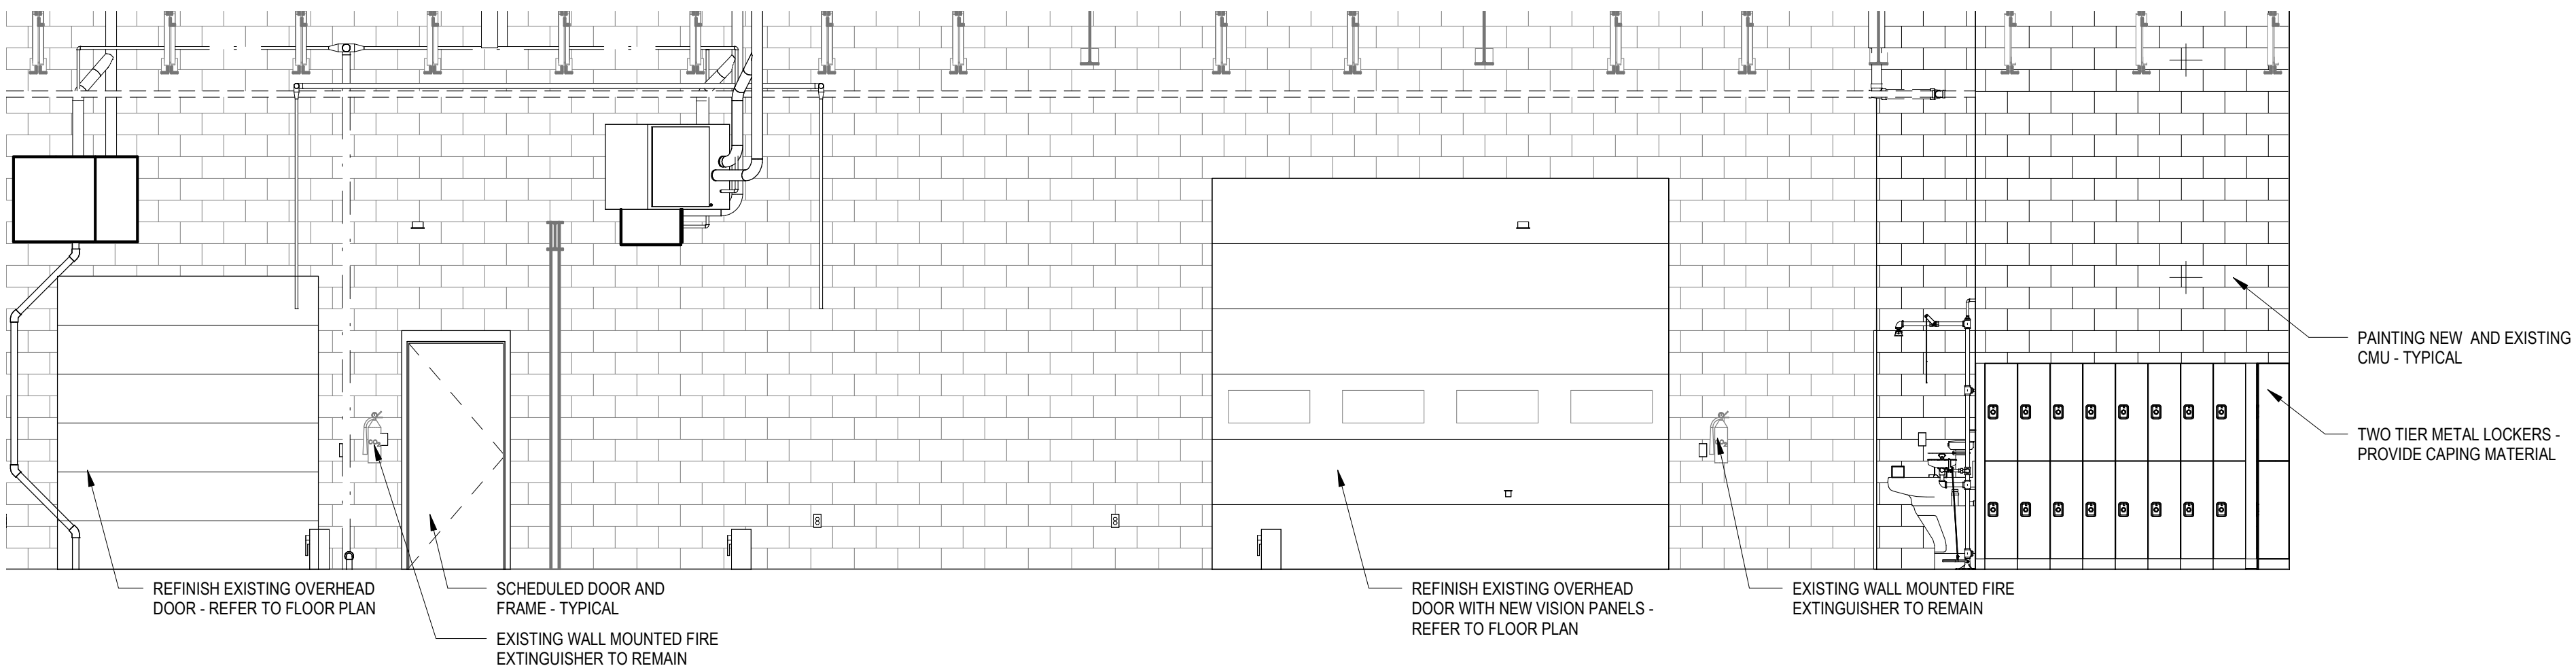 PAINTING NEW AND EXISTING
CMU - TYPICAL
TWO TIER METAL LOCKERS -
PROVIDE CAPING MATERIAL
REFINISH EXISTING OVERHEAD
DOOR - REFER TO FLOOR PLAN
SCHEDULED DOOR AND
FRAME - TYPICAL
EXISTING WALL MOUNTED FIRE
EXTINGUISHER TO REMAIN
REFINISH EXISTING OVERHEAD
DOOR WITH NEW VISION PANELS -
REFER TO FLOOR PLAN
EXISTING WALL MOUNTED FIRE
EXTINGUISHER TO REMAIN